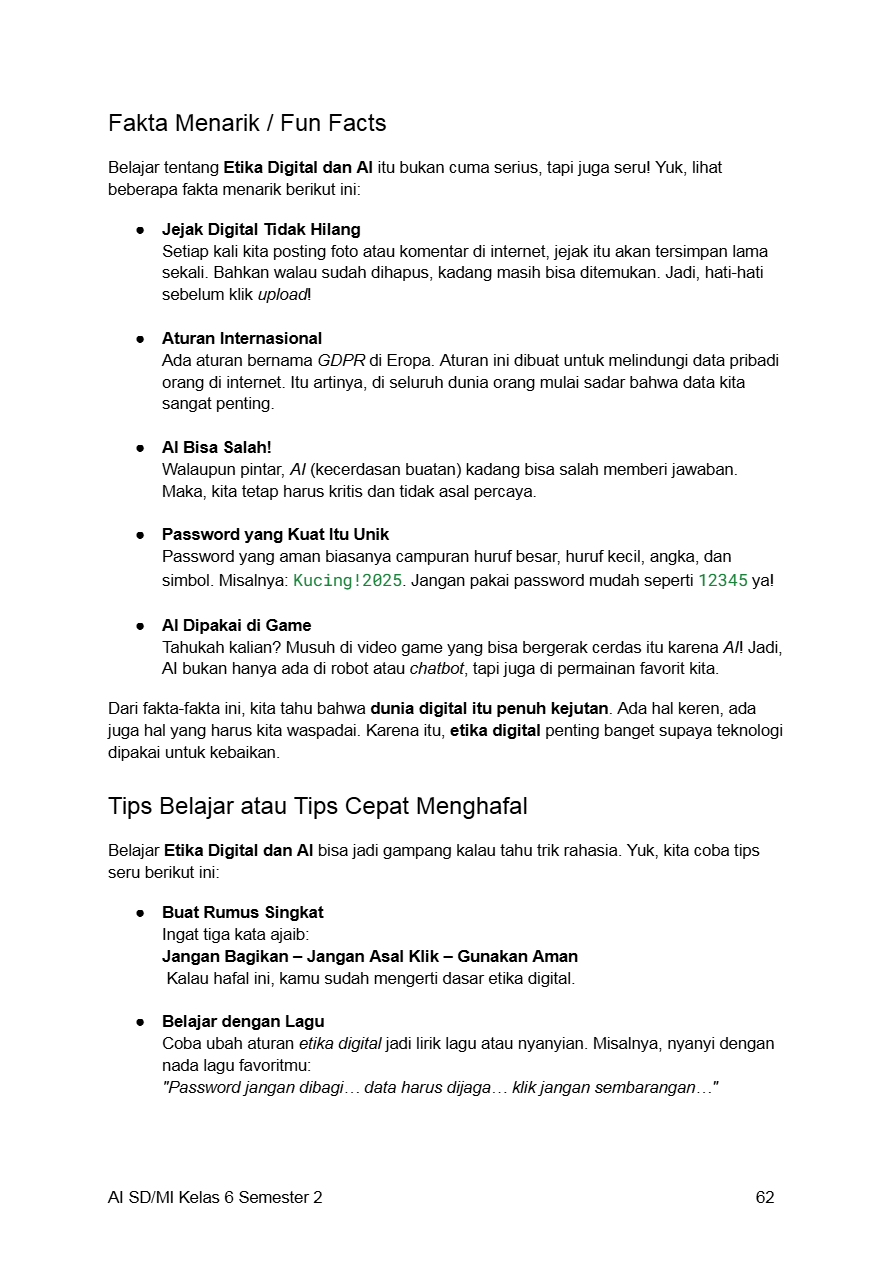 Fakta Menarik / Fun Facts
Belajar tentang Etika Digital dan AI itu bukan cuma serius, tapi juga seru! Yuk, lihat
beberapa fakta menarik berikut ini:
● Jejak Digital Tidak Hilang
Setiap kali kita posting foto atau komentar di internet, jejak itu akan tersimpan lama
sekali. Bahkan walau sudah dihapus, kadang masih bisa ditemukan. Jadi, hati-hati
sebelum klik upload!
● Aturan Internasional
Ada aturan bernama GDPR di Eropa. Aturan ini dibuat untuk melindungi data pribadi
orang di internet. Itu artinya, di seluruh dunia orang mulai sadar bahwa data kita
sangat penting.
● AI Bisa Salah!
Walaupun pintar, AI (kecerdasan buatan) kadang bisa salah memberi jawaban.
Maka, kita tetap harus kritis dan tidak asal percaya.
● Password yang Kuat Itu Unik
Password yang aman biasanya campuran huruf besar, huruf kecil, angka, dan
simbol. Misalnya: Kucing!2025. Jangan pakai password mudah seperti 12345 ya!
● AI Dipakai di Game
Tahukah kalian? Musuh di video game yang bisa bergerak cerdas itu karena AI! Jadi,
AI bukan hanya ada di robot atau chatbot, tapi juga di permainan favorit kita.
Dari fakta-fakta ini, kita tahu bahwa dunia digital itu penuh kejutan. Ada hal keren, ada
juga hal yang harus kita waspadai. Karena itu, etika digital penting banget supaya teknologi
dipakai untuk kebaikan.
Tips Belajar atau Tips Cepat Menghafal
Belajar Etika Digital dan AI bisa jadi gampang kalau tahu trik rahasia. Yuk, kita coba tips
seru berikut ini:
● Buat Rumus Singkat
Ingat tiga kata ajaib:
Jangan Bagikan – Jangan Asal Klik – Gunakan Aman
Kalau hafal ini, kamu sudah mengerti dasar etika digital.
● Belajar dengan Lagu
Coba ubah aturan etika digital jadi lirik lagu atau nyanyian. Misalnya, nyanyi dengan
nada lagu favoritmu:
"Password jangan dibagi… data harus dijaga… klik jangan sembarangan…"
AI SD/MI Kelas 6 Semester 2 62